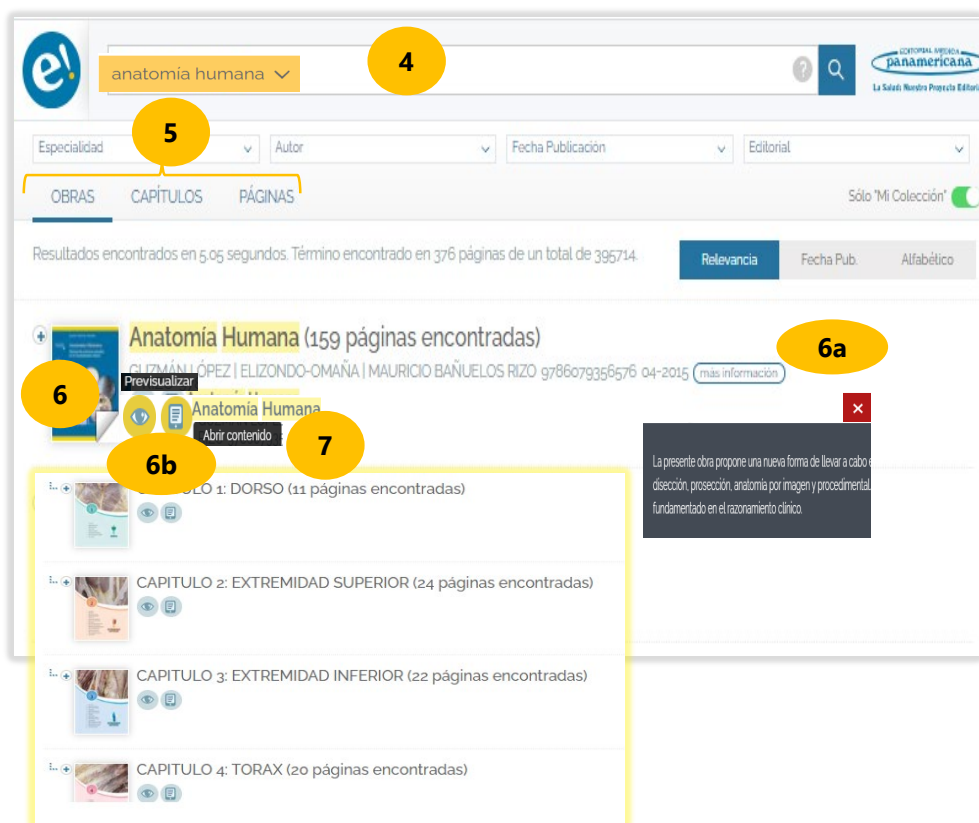 e!
anatomía humana
4
?
EDITORIAL MEDICA
panamericana
La Salud: Nuestro Proyecto Editorial
5
Especialidad
Autor
Fecha Publicación
Editorial
OBRAS
CAPÍTULOS
PÁGINAS
Sólo "Mi Colección"
Resultados encontrados en 5.05 segundos. Término encontrado en 376 páginas de un total de 395714.
Relevancia
Fecha Pub.
Alfabético
Anatomía Humana (159 páginas encontradas)
6a
GUZMÁN LÓPEZ | ELIZONDO-OMAÑA | MAURICIO BAÑUELOS RIZO 9786079356576 04-2015 más información
6
Previsualizar
Anatomía Humana
Abrir contenido
7
6b
La presente obra propone una nueva forma de llevar a cabo
disección, prosección, anatomía por imagen y procedimental,
fundamentado en el razonamiento clínico.
1: DORSO (11 páginas encontradas)
CAPITULO 2: EXTREMIDAD SUPERIOR (24 páginas encontradas)
CAPITULO 3: EXTREMIDAD INFERIOR (22 páginas encontradas)
CAPITULO 4: TORAX (20 páginas encontradas)